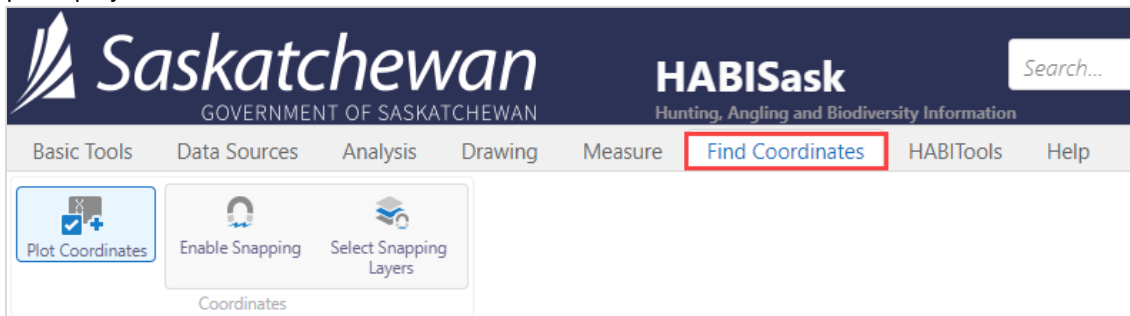 Saskatchewan
GOVERNMENT OF SASKATCHEWAN
HABISask
Hunting, Angling and Biodiversity Information
Search...
Basic Tools Data Sources Analysis Drawing Measure Find Coordinates HABITools Help
Plot Coordinates Enable Snapping Select Snapping
Layers
Coordinates